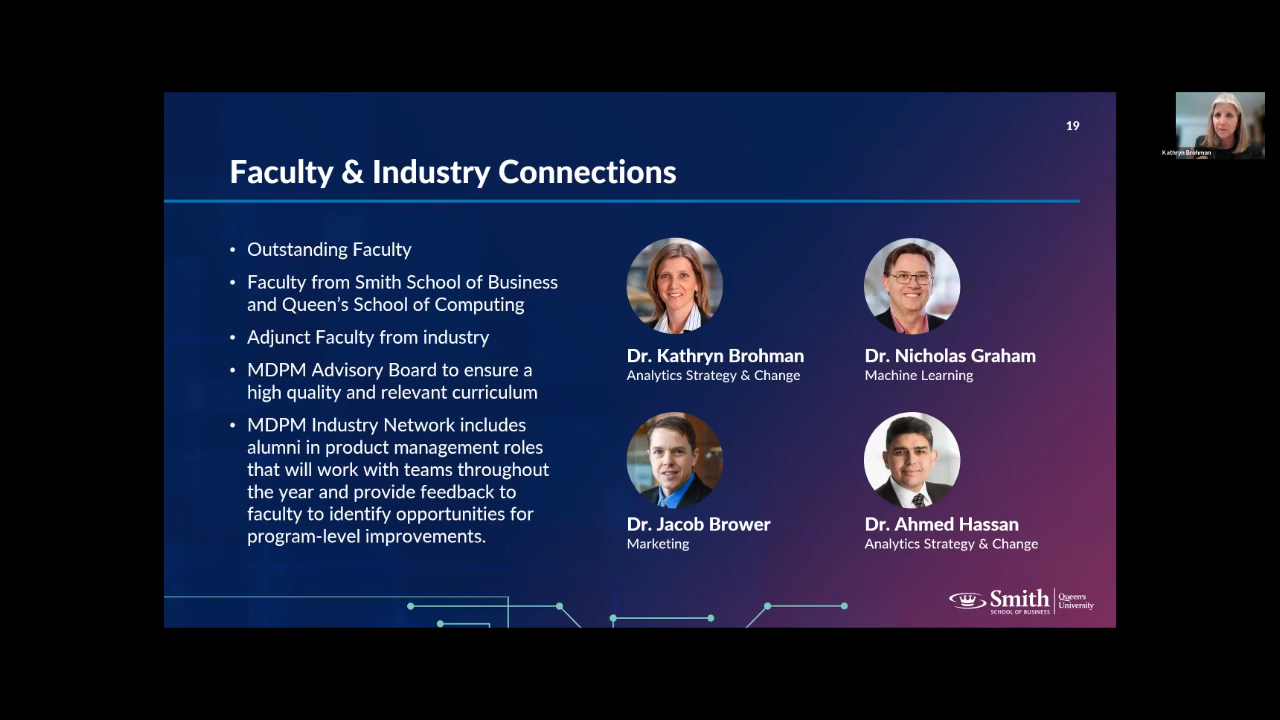 19
Kathryn Brohman
Faculty & Industry Connections
• Outstanding Faculty
• Faculty from Smith School of Business
and Queen's School of Computing
• Adjunct Faculty from industry
• MDPM Advisory Board to ensure a
high quality and relevant curriculum
• MDPM Industry Network includes
alumni in product management roles
that will work with teams throughout
the year and provide feedback to
faculty to identify opportunities for
program-level improvements.
Dr. Kathryn Brohman
Analytics Strategy & Change
Dr. Nicholas Graham
Machine Learning
Dr. Jacob Brower
Marketing
Dr. Ahmed Hassan
Analytics Strategy & Change
Smith
SCHOOL OF BUSINESS
Queen's
University